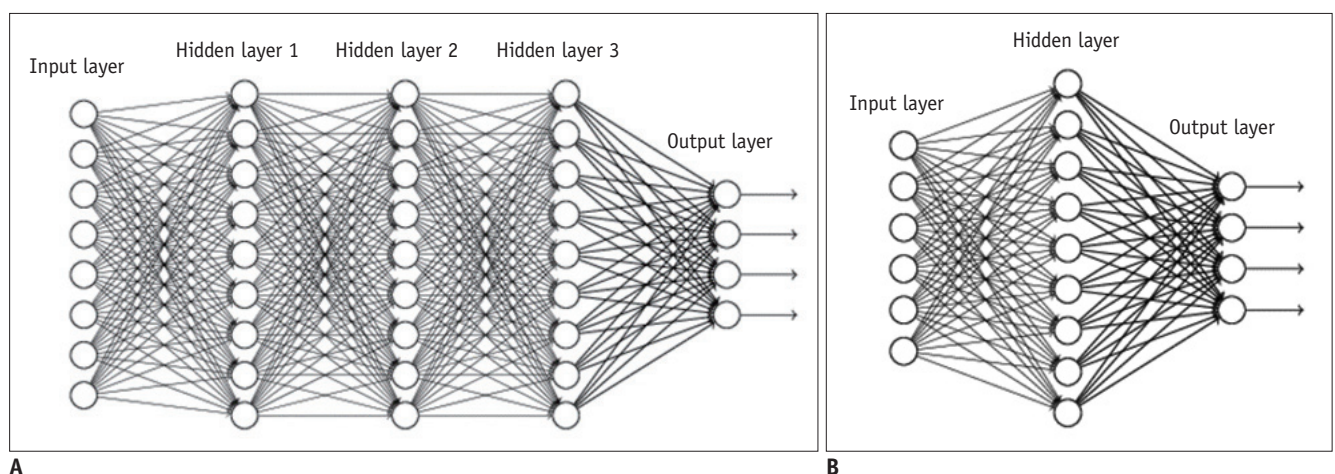 Input layer
Hidden layer 1
Hidden layer 2
Hidden layer 3
Output layer
A
Input layer
Hidden layer
Output layer
B